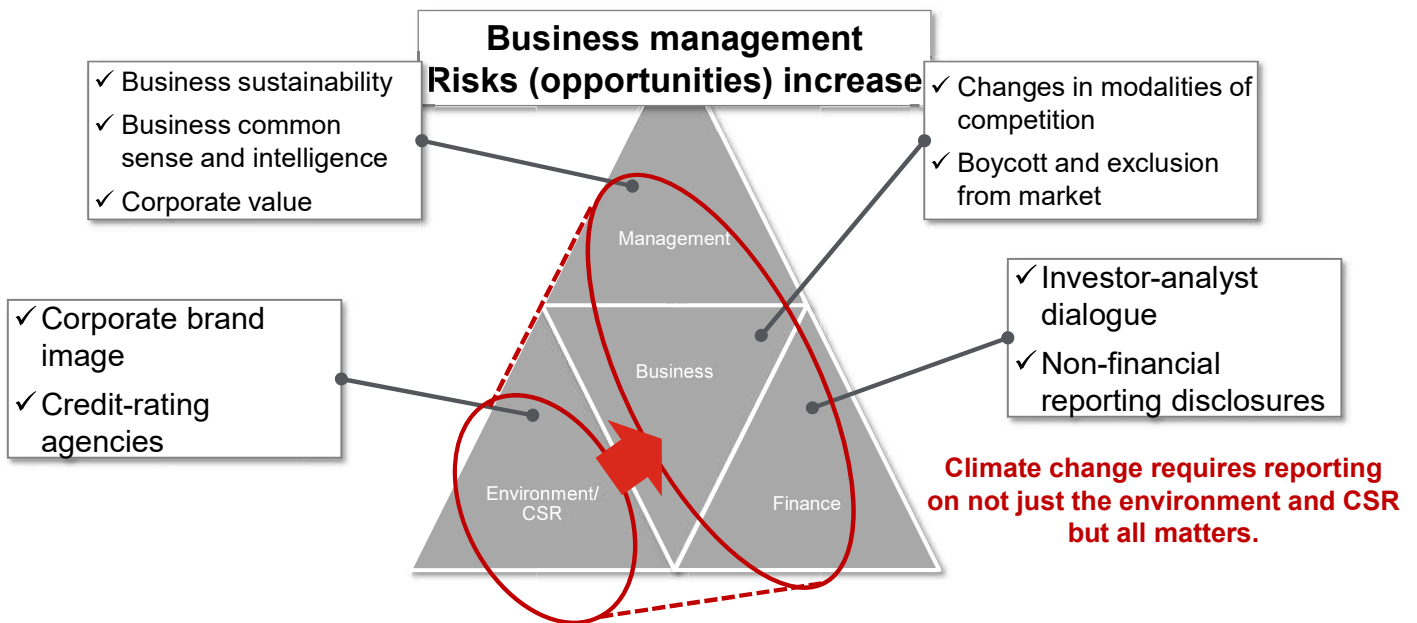 Business management
Risks (opportunities) increase
✓ Business sustainability
✓ Business common
sense and intelligence
✓ Corporate value
✓ Changes in modalities of
competition
✓ Boycott and exclusion
from market
Management
✓ Corporate brand
image
✓ Credit-rating
agencies
✓ Investor-analyst
dialogue
✓ Non-financial
reporting disclosures
Business
Environment/
CSR
Finance
Climate change requires reporting
on not just the environment and CSR
but all matters.